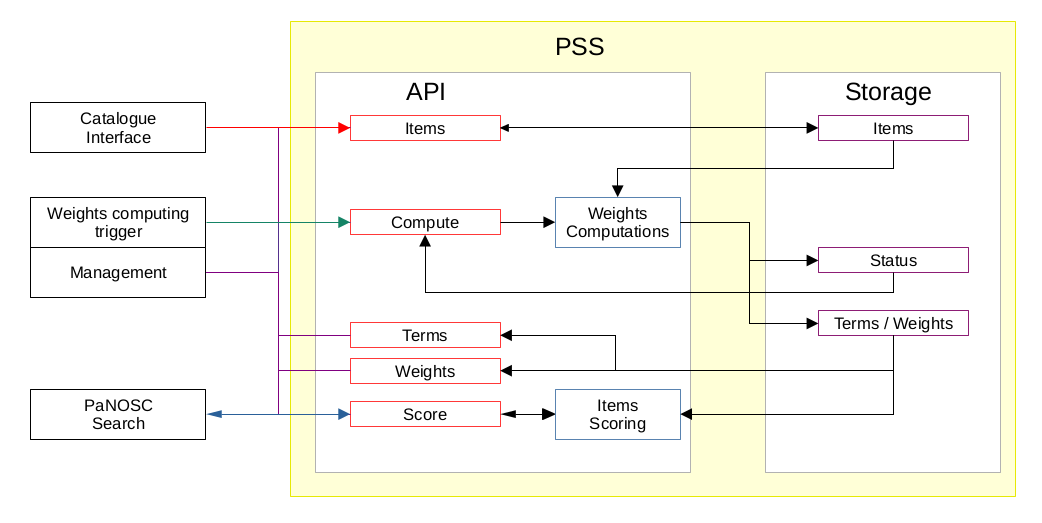 PSS
API
Storage
Catalogue
Interface
Items
Items
Weights computing
trigger
Compute
Weights
Computations
Management
Status
Terms
Terms / Weights
Weights
PaNOSC
Search
Score
Items
Scoring